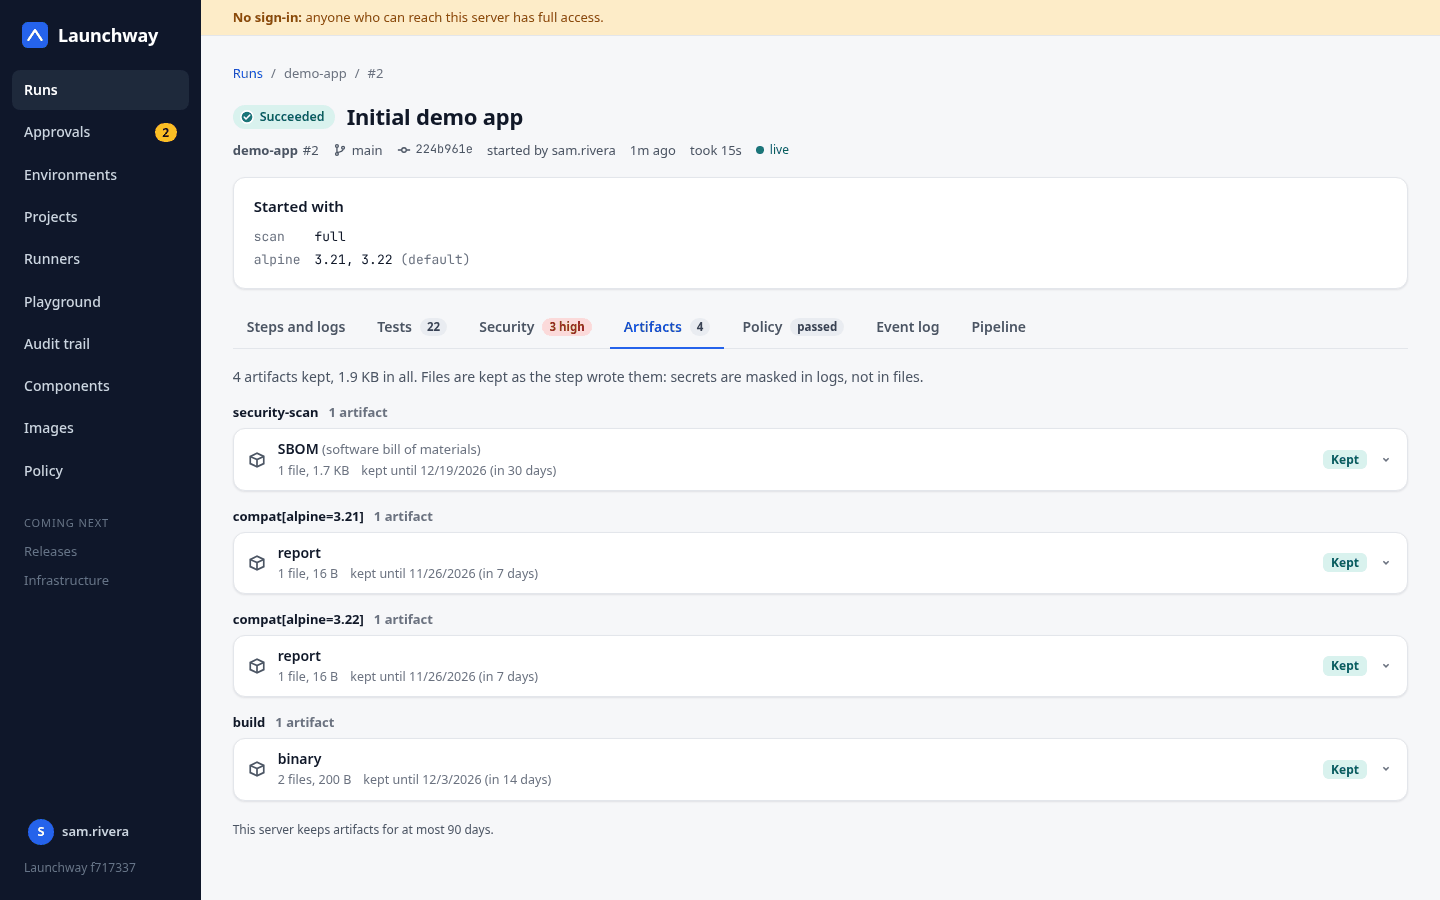 Launchway
Runs
Approvals 2
Environments
Projects
Runners
Playground
Audit trail
Components
Images
Policy
COMING NEXT
Releases
Infrastructure
S sam.rivera
Launchway f717337
No sign-in: anyone who can reach this server has full access.
Runs / demo-app / #2
Succeeded Initial demo app
demo-app #2 main 224b961e started by sam.rivera 1m ago took 15s live
Started with
scan full
alpine 3.21, 3.22 (default)
Steps and logs Tests 22 Security 3 high Artifacts 4 Policy passed Event log Pipeline
4 artifacts kept, 1.9 KB in all. Files are kept as the step wrote them: secrets are masked in logs, not in files.
security-scan 1 artifact
SBOM (software bill of materials)
1 file, 1.7 KB kept until 12/19/2026 (in 30 days)
Kept
compat[alpine=3.21] 1 artifact
report
1 file, 16 B kept until 11/26/2026 (in 7 days)
Kept
compat[alpine=3.22] 1 artifact
report
1 file, 16 B kept until 11/26/2026 (in 7 days)
Kept
build 1 artifact
binary
2 files, 200 B kept until 12/3/2026 (in 14 days)
Kept
This server keeps artifacts for at most 90 days.